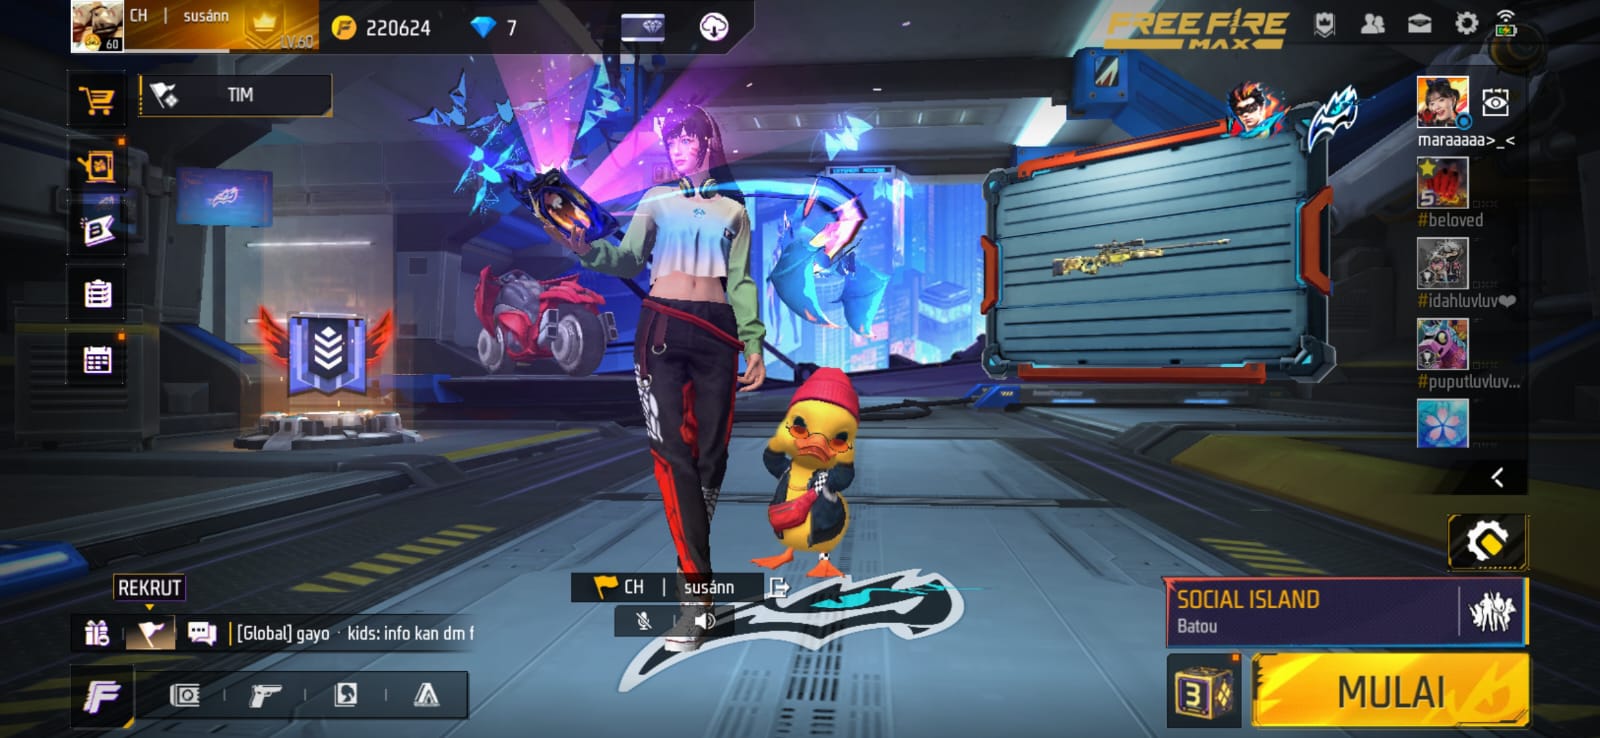 CH | susánn
60
LV.60
220624
7
FREE FIRE
MAX
TIM
maraaaaa>_<
5
#beloved
#idahluvluv❤
#puputluvluv...
CH | susánn
REKRUT
[Global] gayo · kids: info kan dm f
SOCIAL ISLAND
Batou
3
MULAI